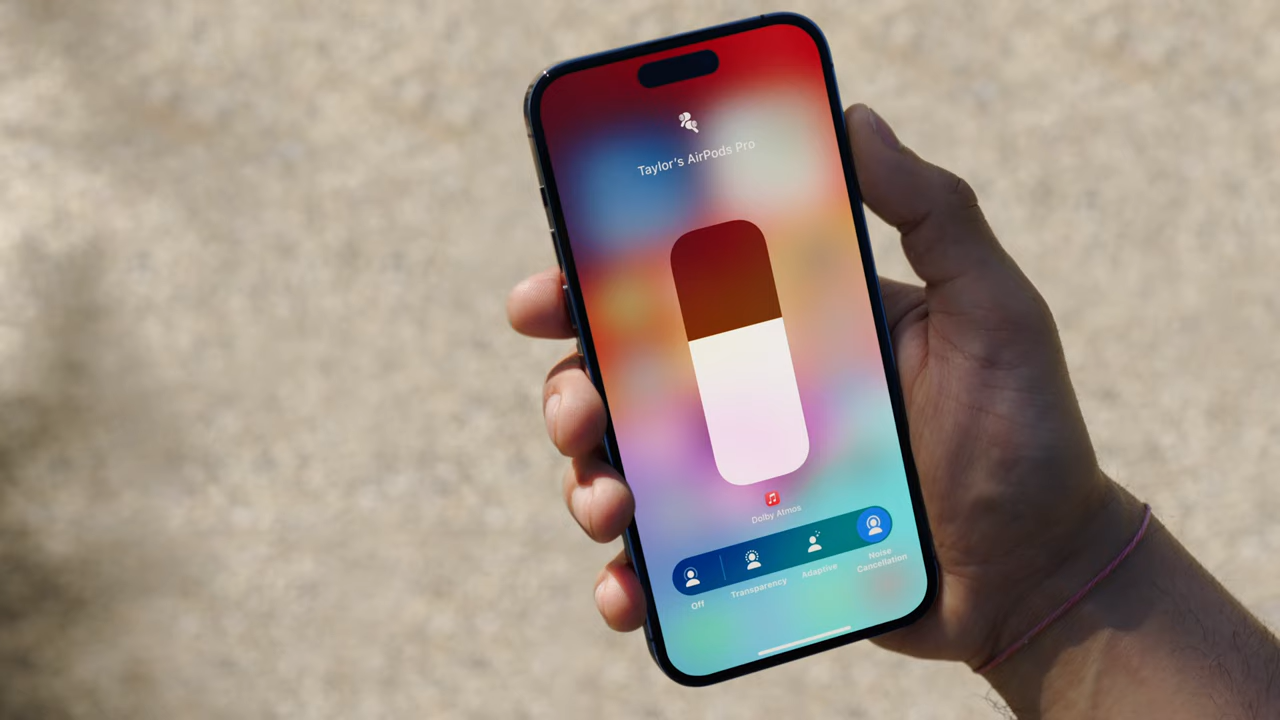 Taylor's AirPods Pro
Dolby Atmos
Off
Transparency
Adaptive
Noise
Cancellation